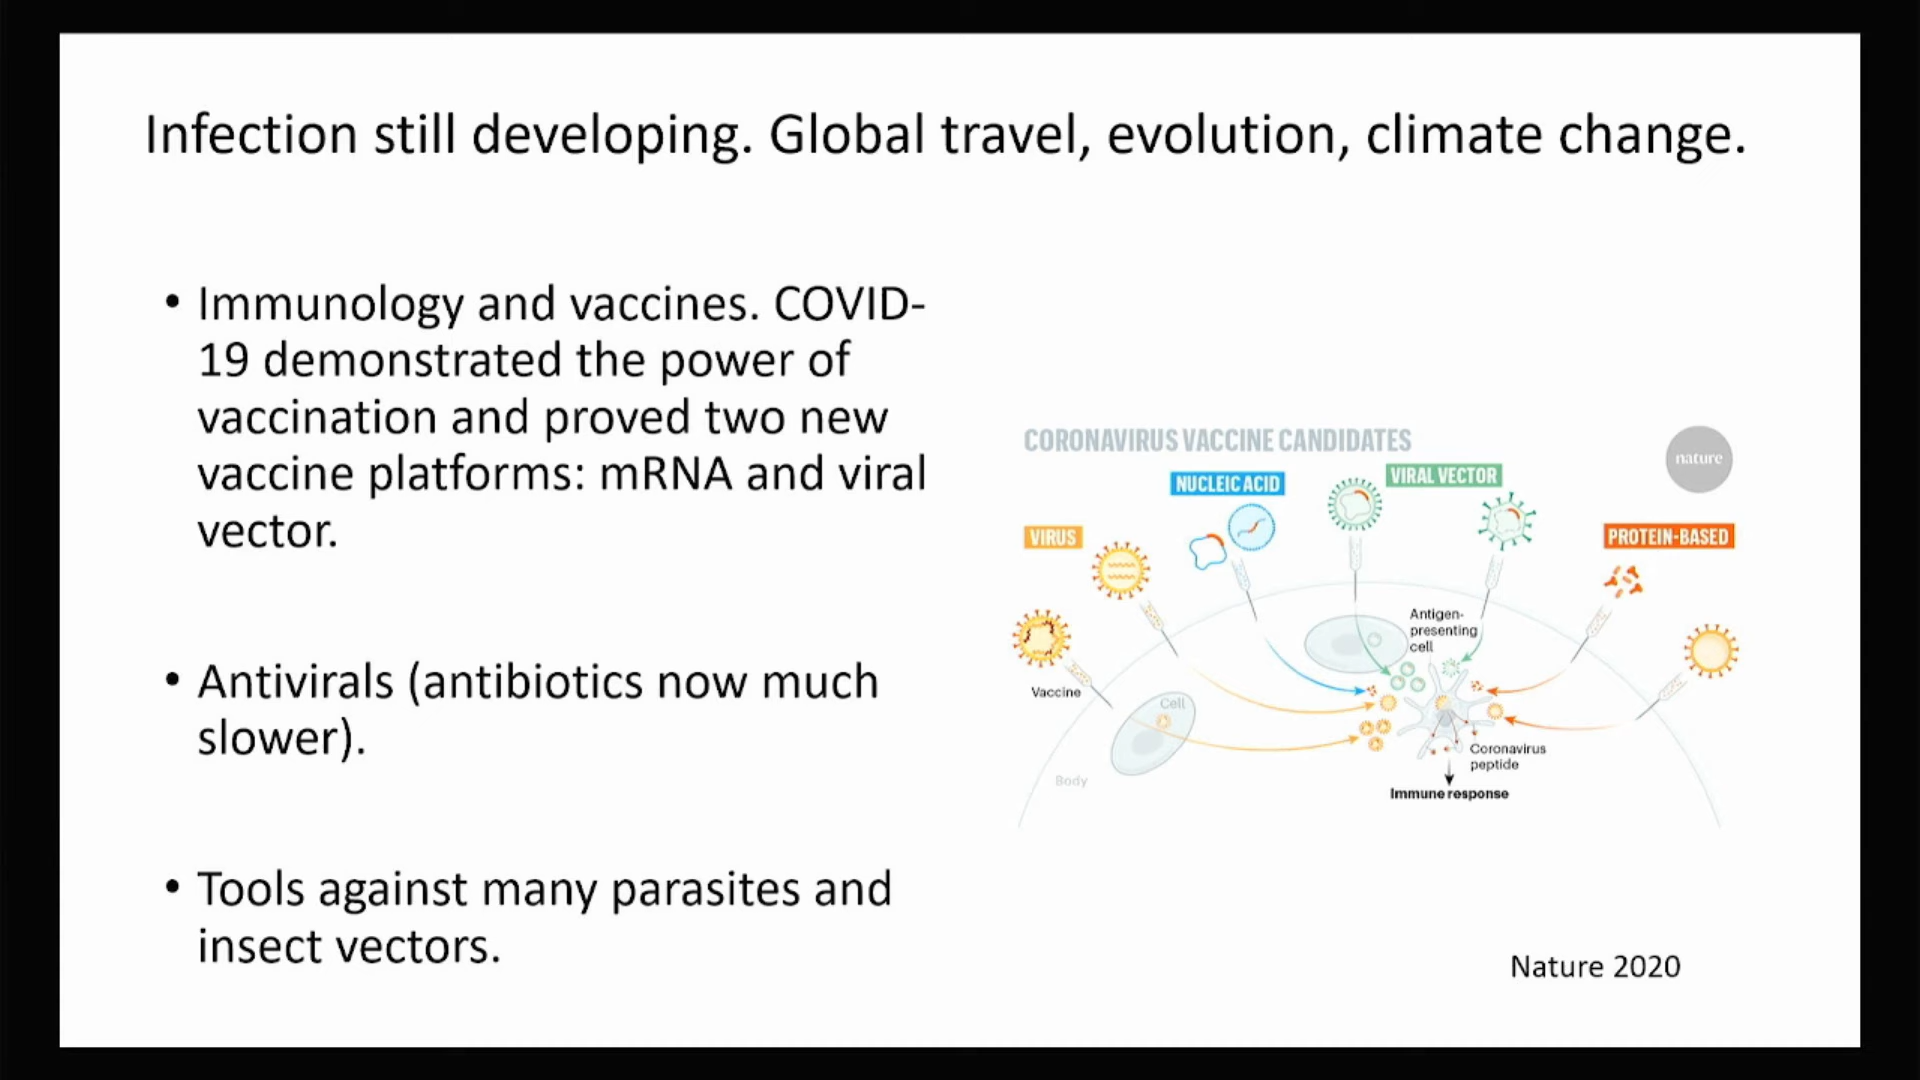 Infection still developing. Global travel, evolution, climate change.
• Immunology and vaccines. COVID-
19 demonstrated the power of
vaccination and proved two new
vaccine platforms: mRNA and viral
vector.
• Antivirals (antibiotics now much
slower).
• Tools against many parasites and
insect vectors.
CORONAVIRUS VACCINE CANDIDATES
nature
VIRUS
NUCLEIC ACID
VIRAL VECTOR
PROTEIN-BASED
Antigen-
presenting
cell
Vaccine
Cell
Body
Coronavirus
peptide
Immune response
Nature 2020